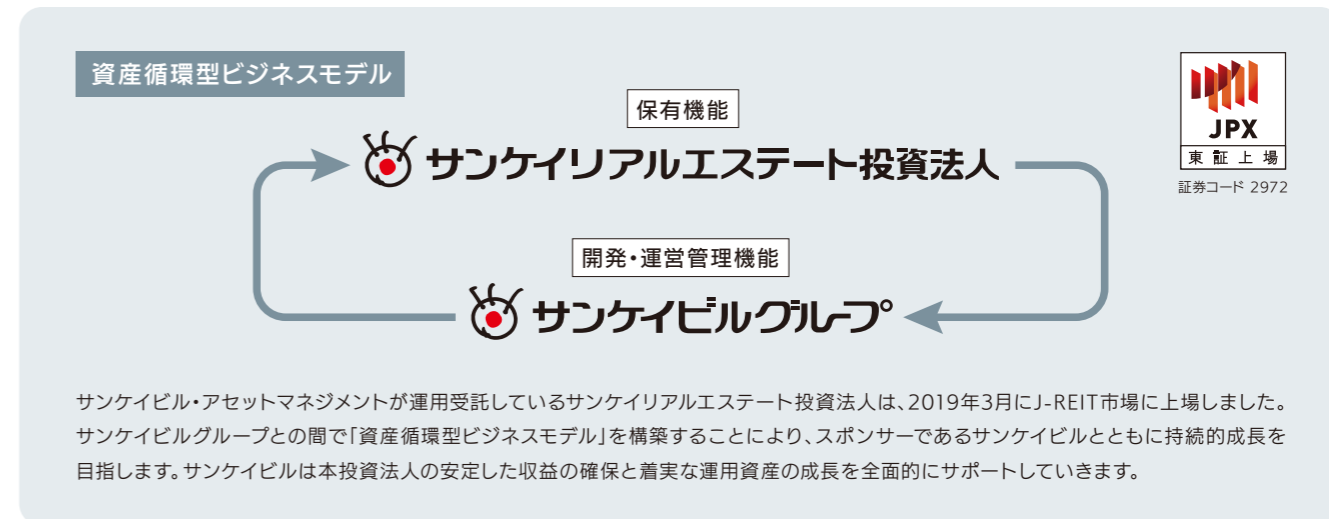 資産循環型ビジネスモデル
保有機能
サンケイリアルエステート投資法人
JPX
東証上場
証券コード 2972
開発・運営管理機能
サンケイビルグループ
サンケイビル・アセットマネジメントが運用受託しているサンケイリアルエステート投資法人は、2019年3月にJ-REIT市場に上場しました。
サンケイビルグループとの間で「資産循環型ビジネスモデル」を構築することにより、スポンサーであるサンケイビルとともに持続的成長を
目指します。サンケイビルは本投資法人の安定した収益の確保と着実な運用資産の成長を全面的にサポートしていきます。